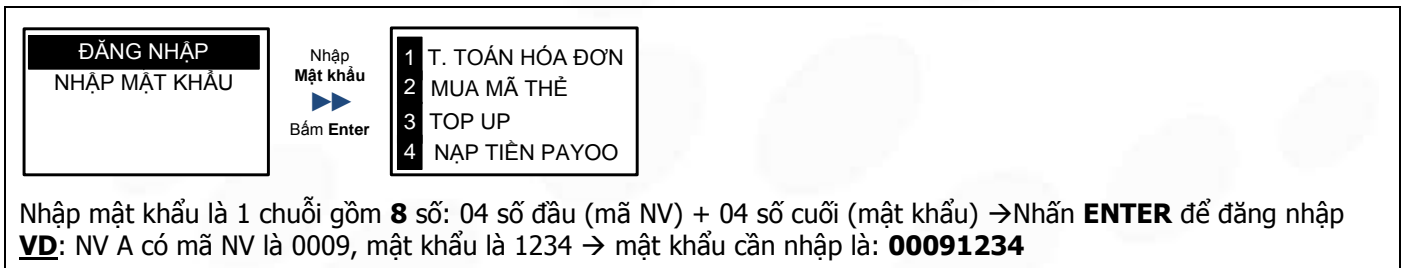 ĐĂNG NHẬP
NHẬP MẬT KHẨU
Nhập
Mật khẩu
Bấm Enter
1 T. TOÁN HÓA ĐƠN
2 MUA MÃ THẺ
3 TOP UP
4 NẠP TIỀN PAYOO
Nhập mật khẩu là 1 chuỗi gồm 8 số: 04 số đầu (mã NV) + 04 số cuối (mật khẩu) →Nhấn ENTER để đăng nhập
VD: NV A có mã NV là 0009, mật khẩu là 1234 → mật khẩu cần nhập là: 00091234